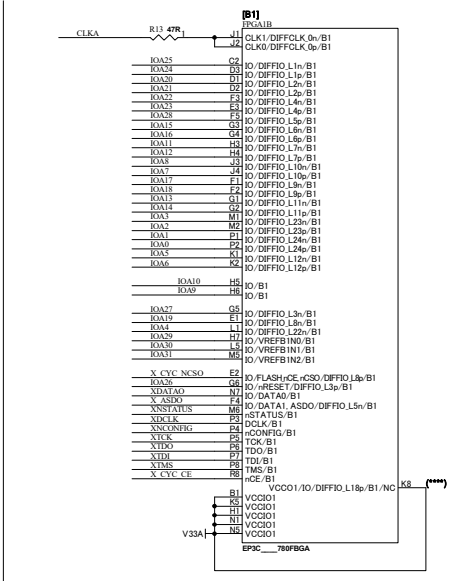 [B1]
FPGA1B
CLKA R13 47R 1 J1 CLK1/DIFFCLK_0n/B1
J2 CLK0/DIFFCLK_0p/B1
IOA25 C2 IO/DIFFIO_L1n/B1
IOA24 D3 IO/DIFFIO_L1p/B1
IOA20 D1 IO/DIFFIO_L2n/B1
IOA21 D2 IO/DIFFIO_L2p/B1
IOA22 F3 IO/DIFFIO_L4n/B1
IOA23 E3 IO/DIFFIO_L4p/B1
IOA28 F5 IO/DIFFIO_L5p/B1
IOA15 G3 IO/DIFFIO_L6n/B1
IOA16 G4 IO/DIFFIO_L6p/B1
IOA11 H3 IO/DIFFIO_L7n/B1
IOA12 H4 IO/DIFFIO_L7p/B1
IOA8 J3 IO/DIFFIO_L10n/B1
IOA7 J4 IO/DIFFIO_L10p/B1
IOA17 F1 IO/DIFFIO_L9n/B1
IOA18 F2 IO/DIFFIO_L9p/B1
IOA13 G1 IO/DIFFIO_L11n/B1
IOA14 G2 IO/DIFFIO_L11p/B1
IOA3 M1 IO/DIFFIO_L23n/B1
IOA2 M2 IO/DIFFIO_L23p/B1
IOA1 P1 IO/DIFFIO_L24n/B1
IOA0 P2 IO/DIFFIO_L24p/B1
IOA5 K1 IO/DIFFIO_L12n/B1
IOA6 K2 IO/DIFFIO_L12p/B1
IOA10 H5 IO/B1
IOA9 H6 IO/B1
IOA27 G5 IO/DIFFIO_L3n/B1
IOA19 E1 IO/DIFFIO_L8n/B1
IOA4 L1 IO/DIFFIO_L22n/B1
IOA29 H7 IO/VREFB1N0/B1
IOA30 L5 IO/VREFB1N1/B1
IOA31 M5 IO/VREFB1N2/B1
X_CYC_NCSO E2 IO/FLASH_nCE, nCSO/DIFFIO_L8p/B1
IOA26 G6 IO/nRESET/DIFFIO_L3p/B1
XDATAO N7 IO/DATA0/B1
X_ASDO F4 IO/DATA1, ASDO/DIFFIO_L5n/B1
XNSTATUS M6 nSTATUS/B1
XDCLK P3 DCLK/B1
XNCONFIG P4 nCONFIG/B1
XTCK P5 TCK/B1
XTDO P6 TDO/B1
XTDI P7 TDI/B1
XTMS P8 TMS/B1
X_CYC_CE R8 nCE/B1
VCCO1/IO/DIFFIO_L18p/B1/NC K8 (****)
B1 VCCIO1
K5 VCCIO1
H1 VCCIO1
N1 VCCIO1
V33A N5 VCCIO1
EP3C____780FBGA